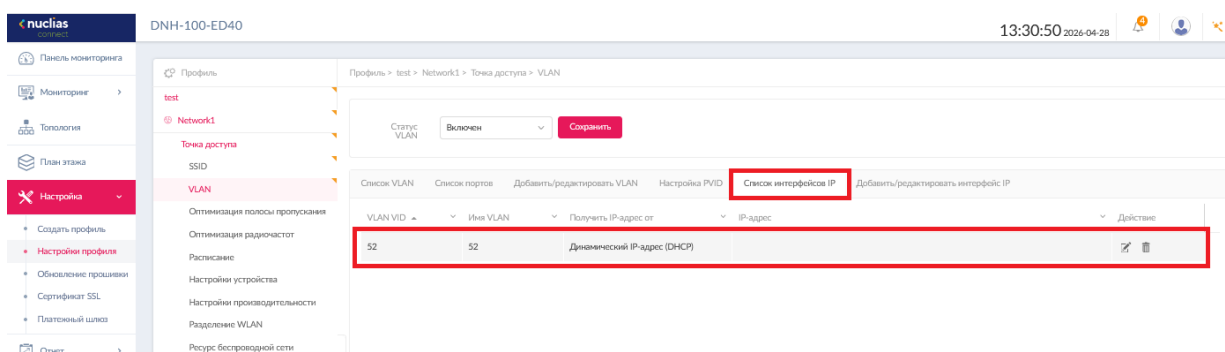 nuclias
connect
DNH-100-ED40
13:30:50 2026-04-28
4
Панель мониторинга
Мониторинг
Топология
План этажа
Настройка
Создать профиль
Настройки профиля
Обновление прошивки
Сертификат SSL
Платежный шлюз
Отчет
Профиль
test
Network1
Точка доступа
SSID
VLAN
Оптимизация полосы пропускания
Оптимизация радиочастот
Расписание
Настройки устройства
Настройки производительности
Разделение WLAN
Ресурс беспроводной сети
Профиль > test > Network1 > Точка доступа > VLAN
Статус VLAN
Включен
Сохранить
Список VLAN Список портов Добавить/редактировать VLAN Настройка PVID Список интерфейсов IP Добавить/редактировать интерфейс IP
VLAN VID Имя VLAN Получить IP-адрес от IP-адрес Действие
52 52 Динамический IP-адрес (DHCP)